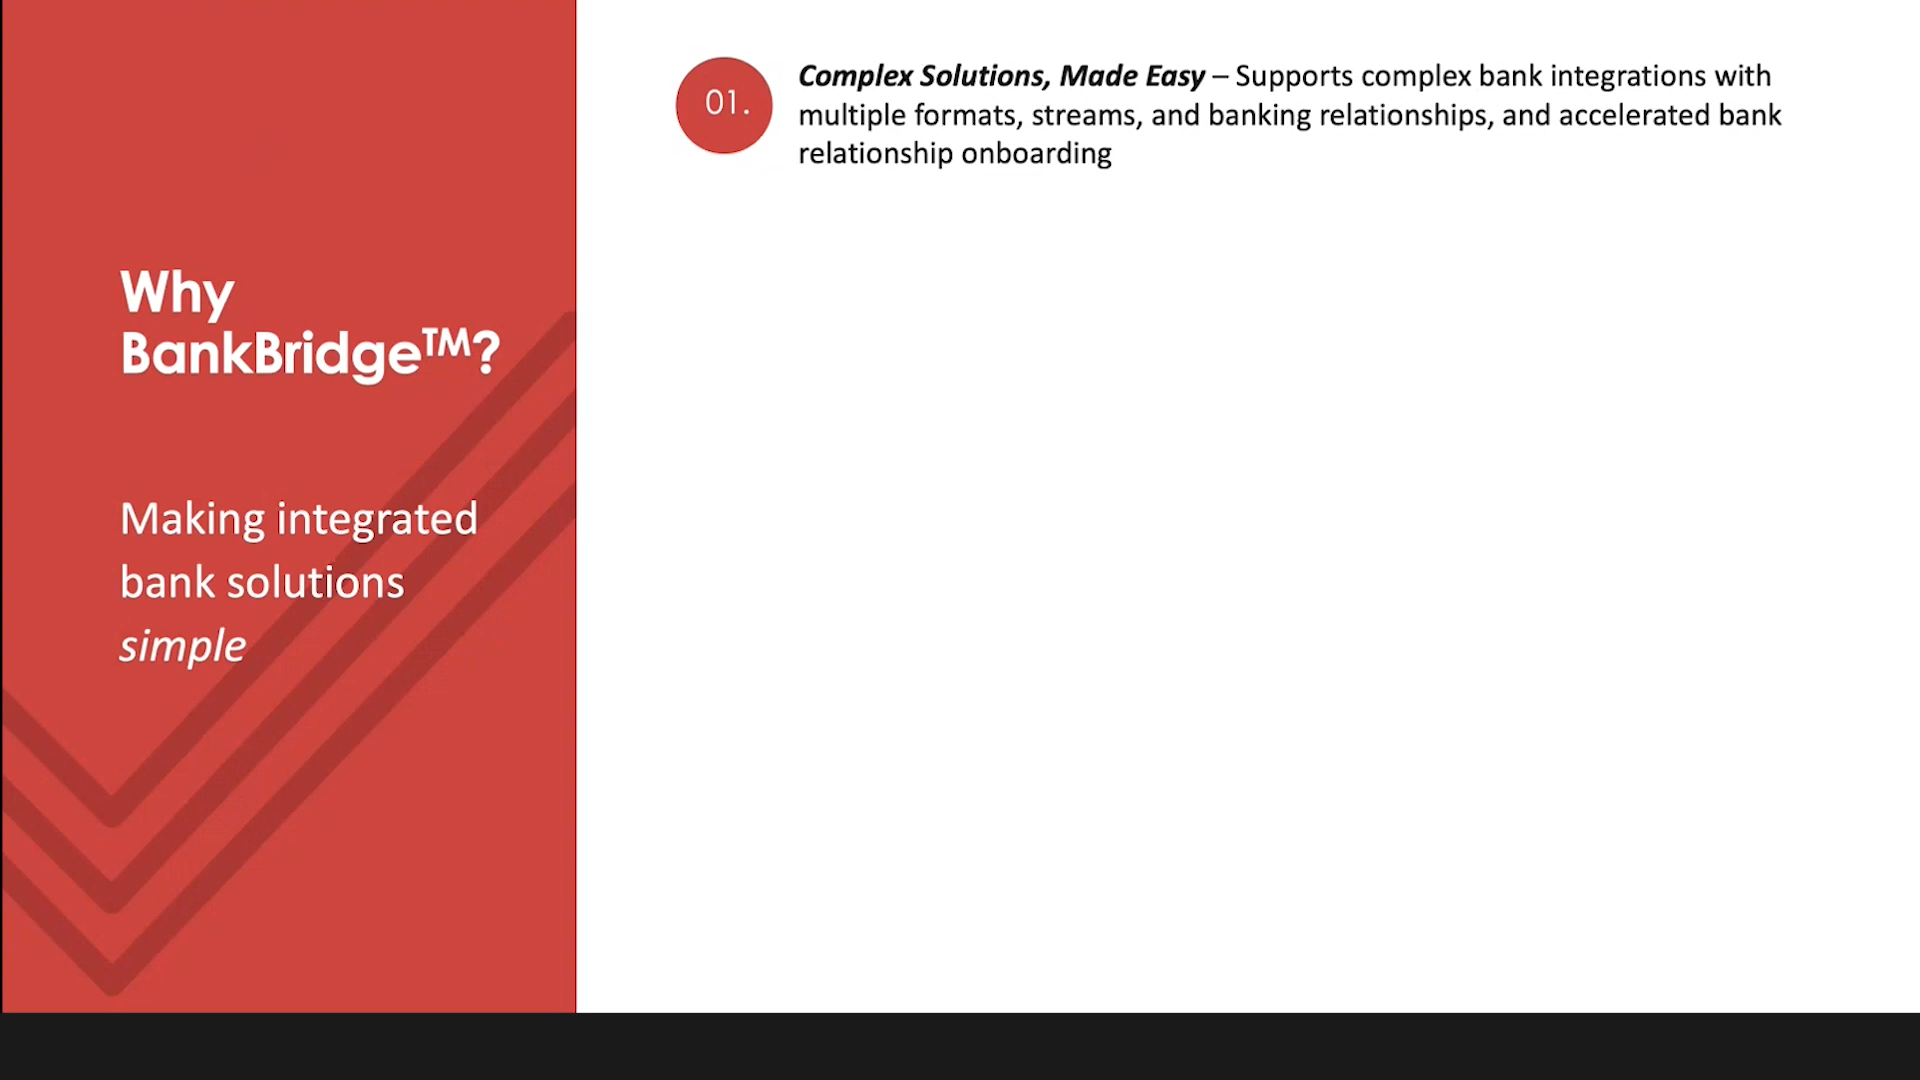 Why
BankBridge™?
Making integrated
bank solutions
simple
01.
Complex Solutions, Made Easy – Supports complex bank integrations with
multiple formats, streams, and banking relationships, and accelerated bank
relationship onboarding